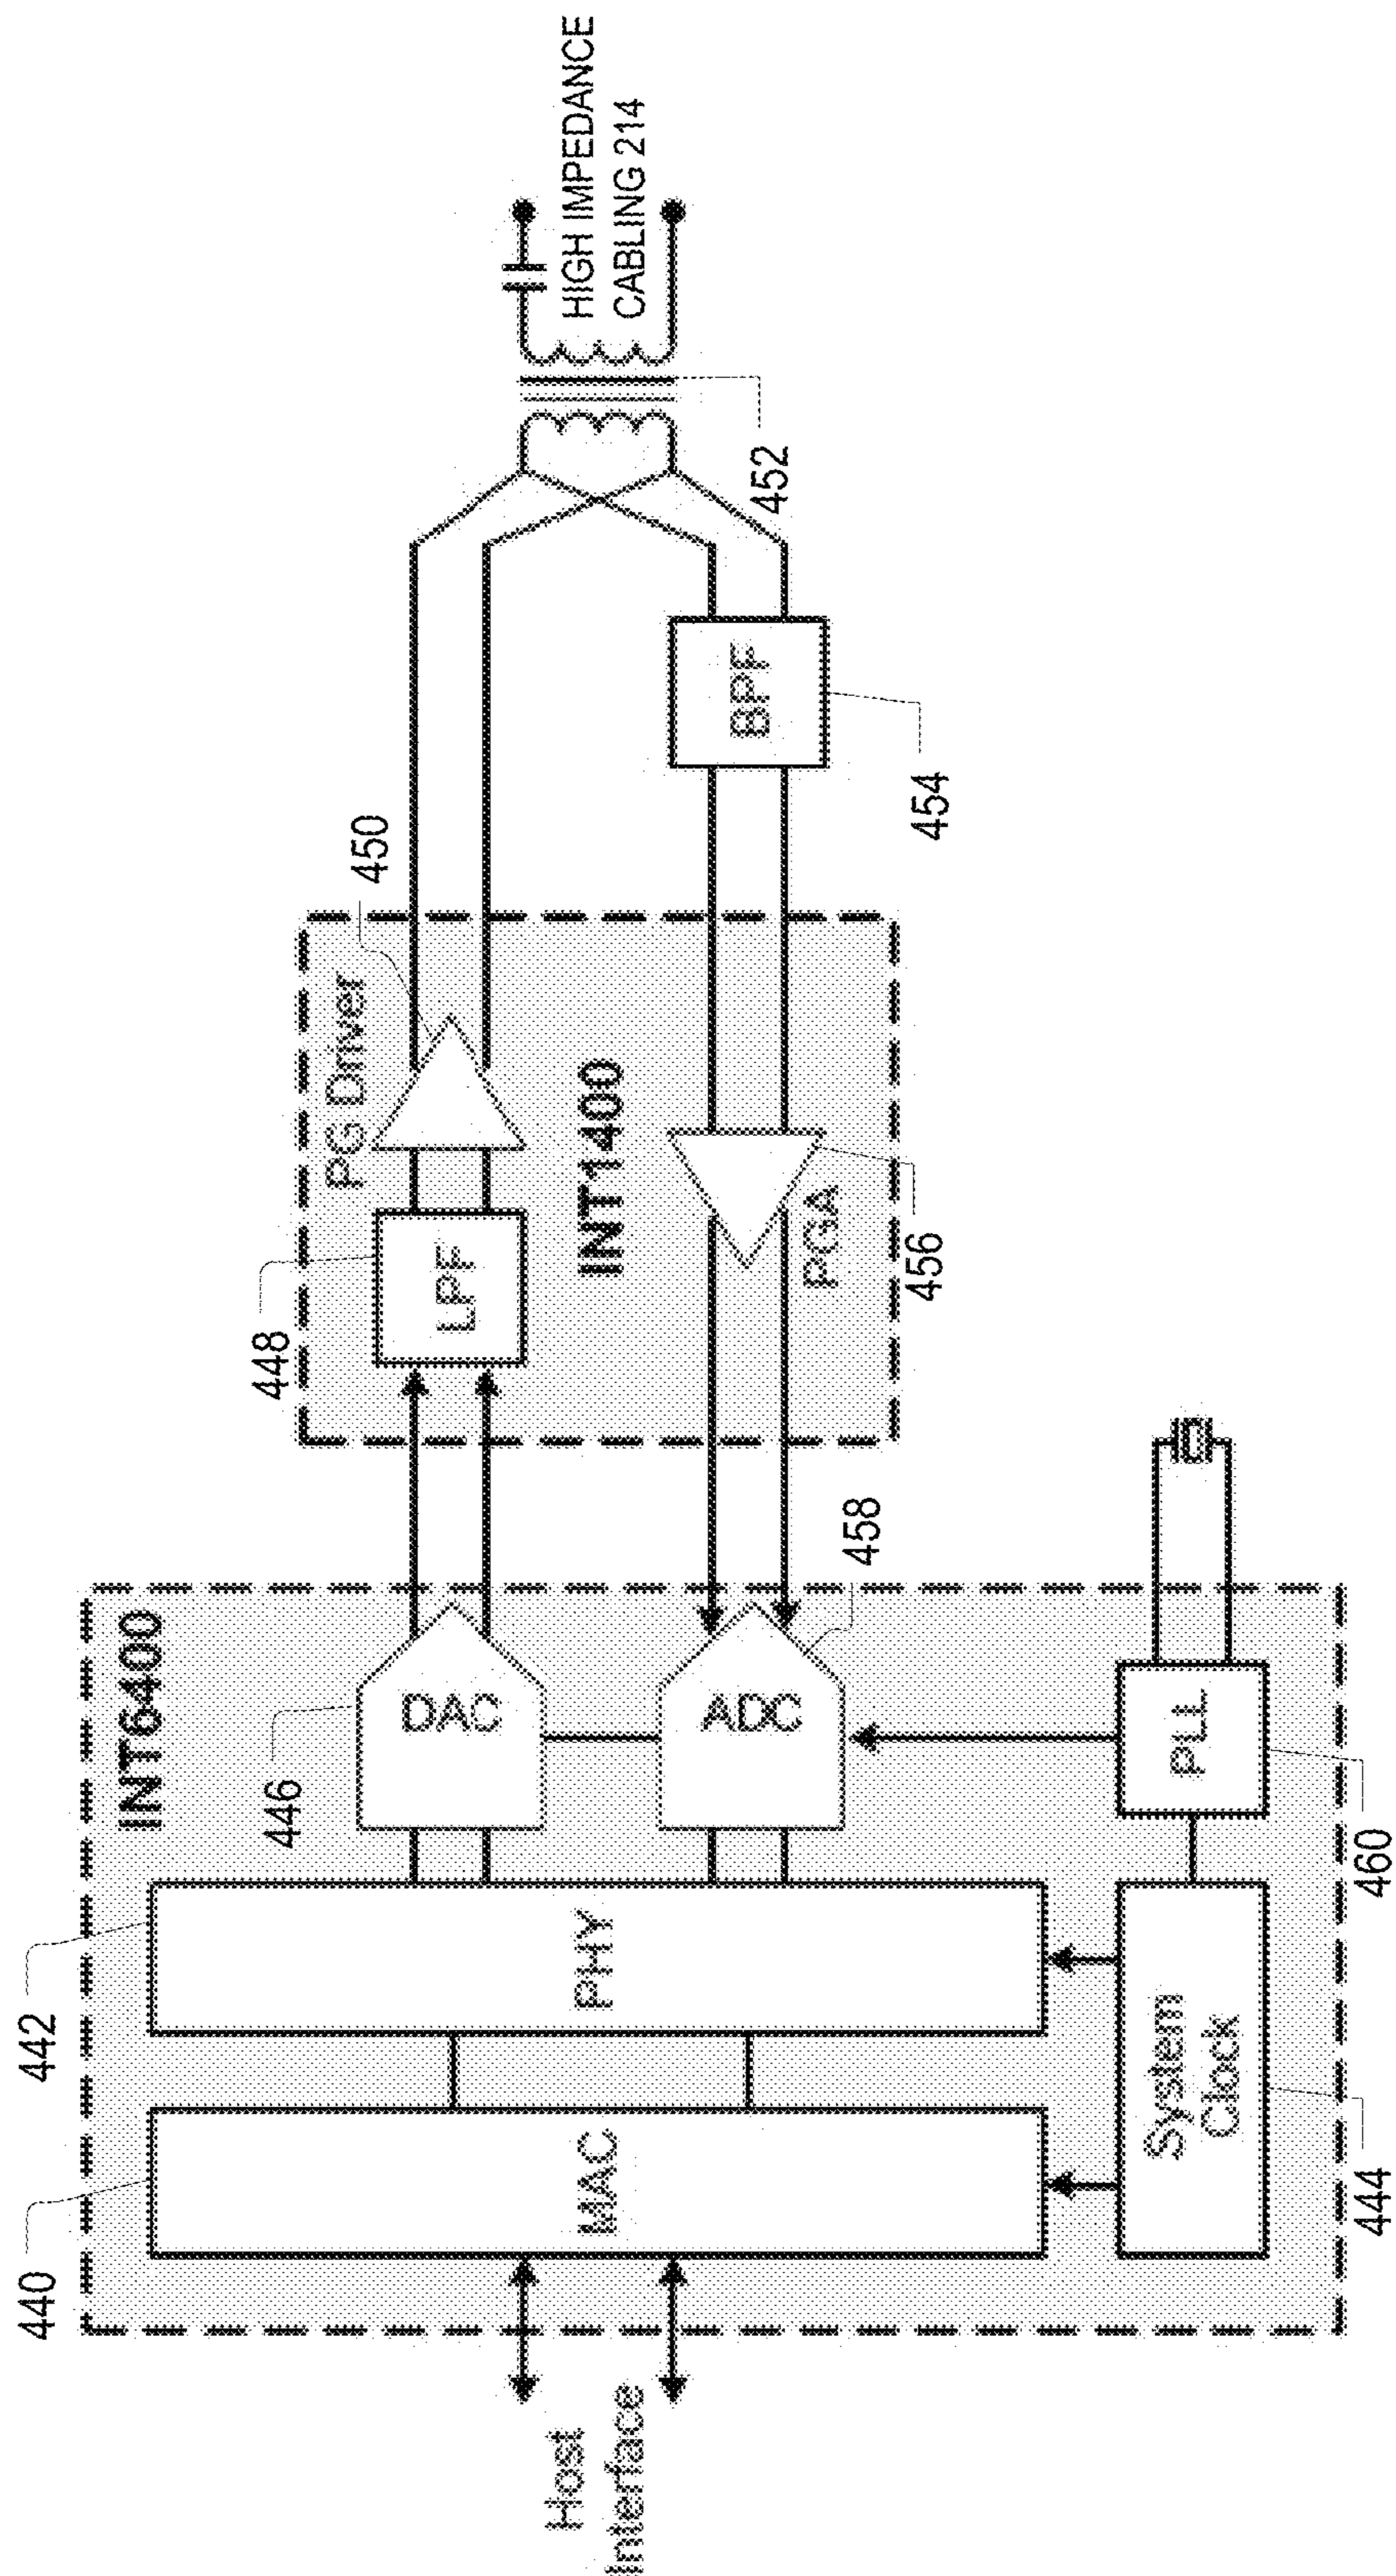 440
442
INT6400
MAC
PHY
446
DAC
ADC
458
System
Clock
444
PLL
460
Host
Interface
448
LPF
PG Driver
450
INT1400
PGA
456
BPF
454
452
HIGH IMPEDANCE
CABLING 214